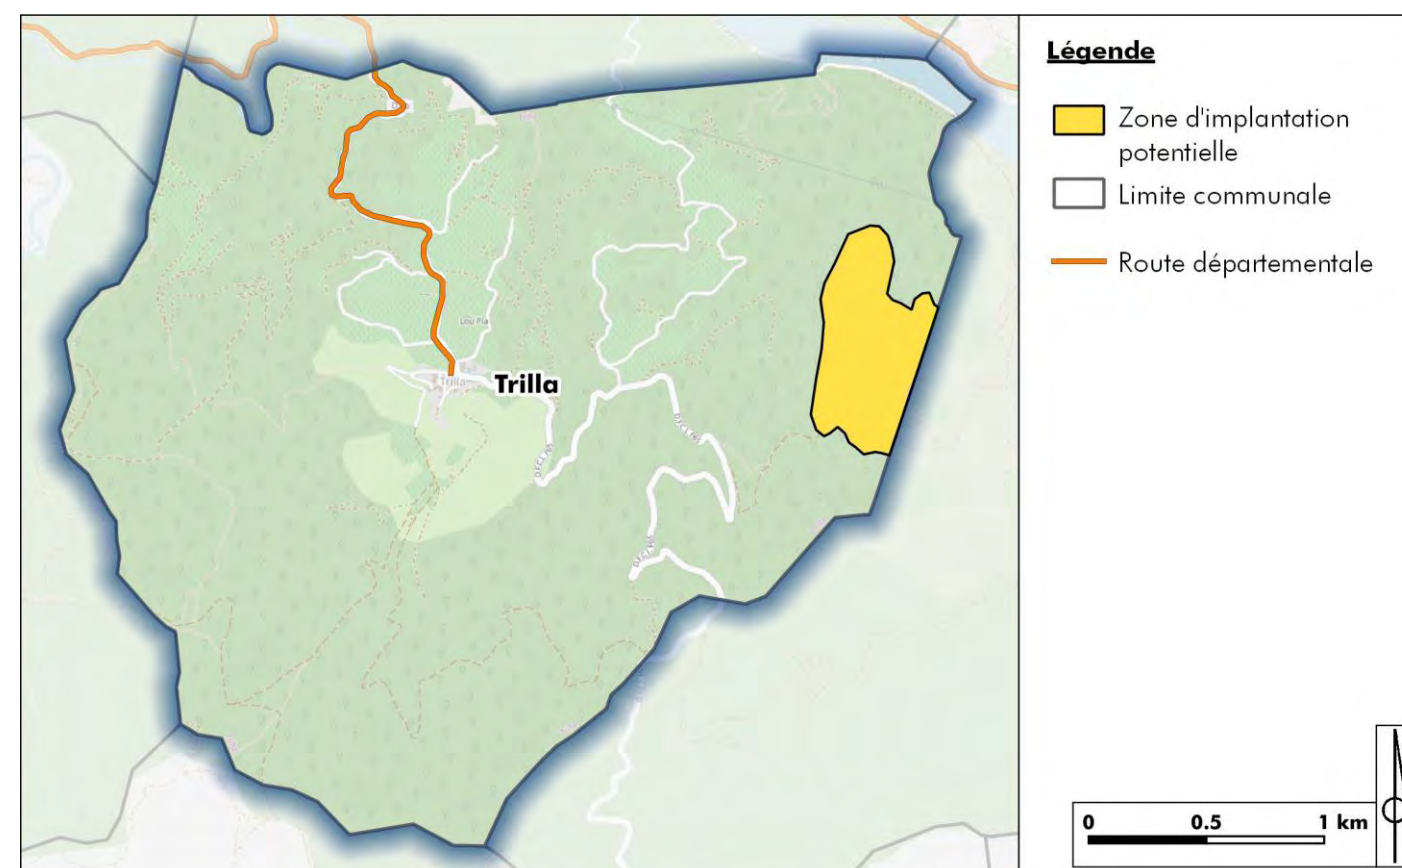 Lou Pla
Trilla
Trilla
Légende
Zone d'implantation
potentielle
Limite communale
Route départementale
0 0.5 1 km